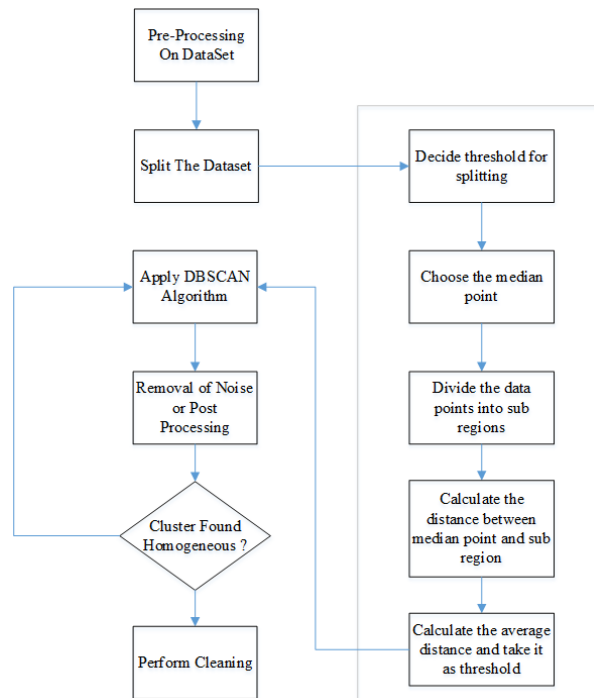 Pre-Processing
On DataSet
Split The Dataset
Decide threshold for
splitting
Choose the median
point
Divide the data
points into sub
regions
Calculate the
distance between
median point and sub
region
Calculate the average
distance and take it as
threshold
Apply DBSCAN
Algorithm
Removal of Noise
or Post
Processing
Cluster Found
Homogeneous ?
Perform Cleaning